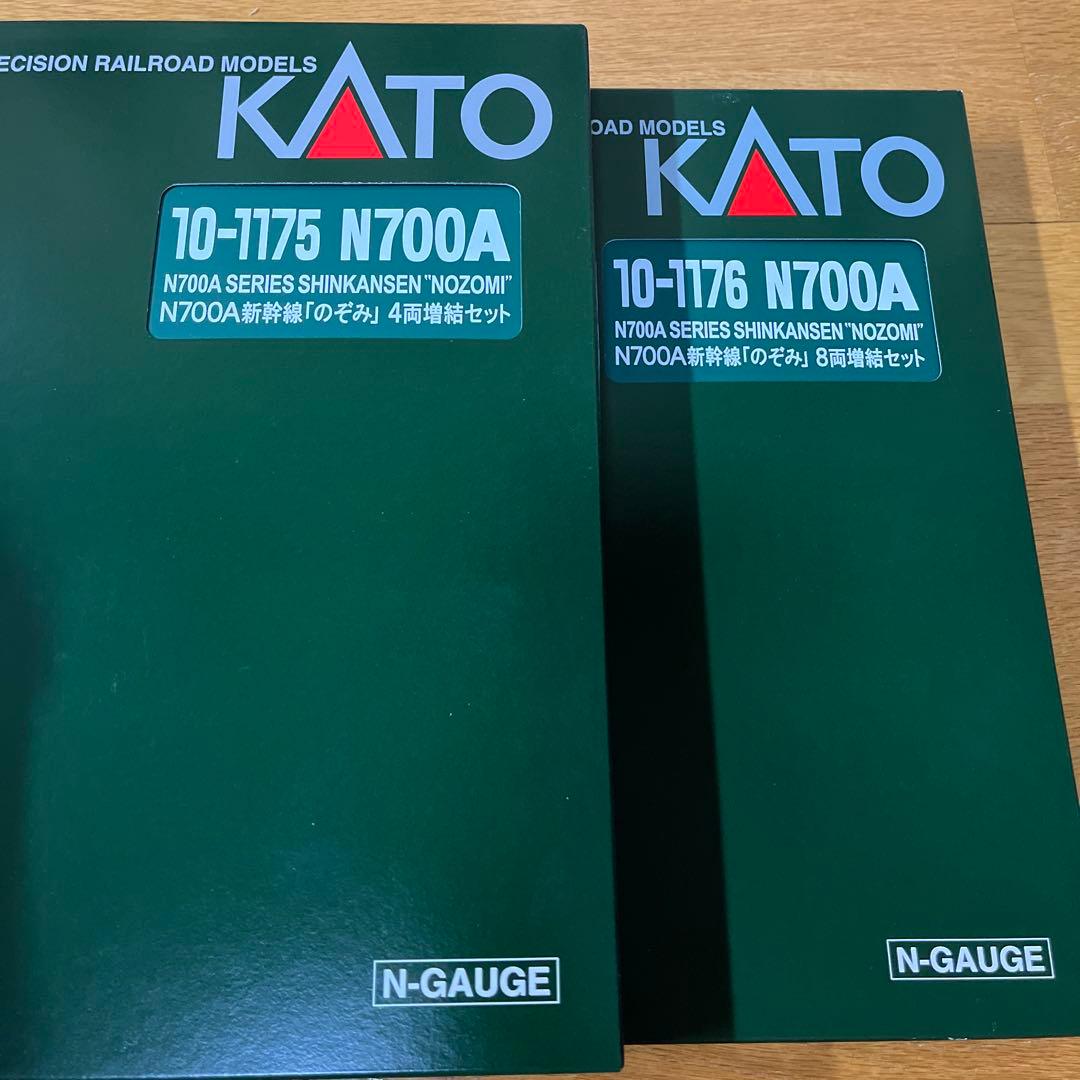 ECISION RAILROAD MODELS
KATO
10-1175 N700A
N700A SERIES SHINKANSEN "NOZOMI"
N700A新幹線「のぞみ」 4両増結セット
N-GAUGE
OAD MODELS
KATO
10-1176 N700A
N700A SERIES SHINKANSEN "NOZOMI"
N700A新幹線「のぞみ」 8両増結セット
N-GAUGE